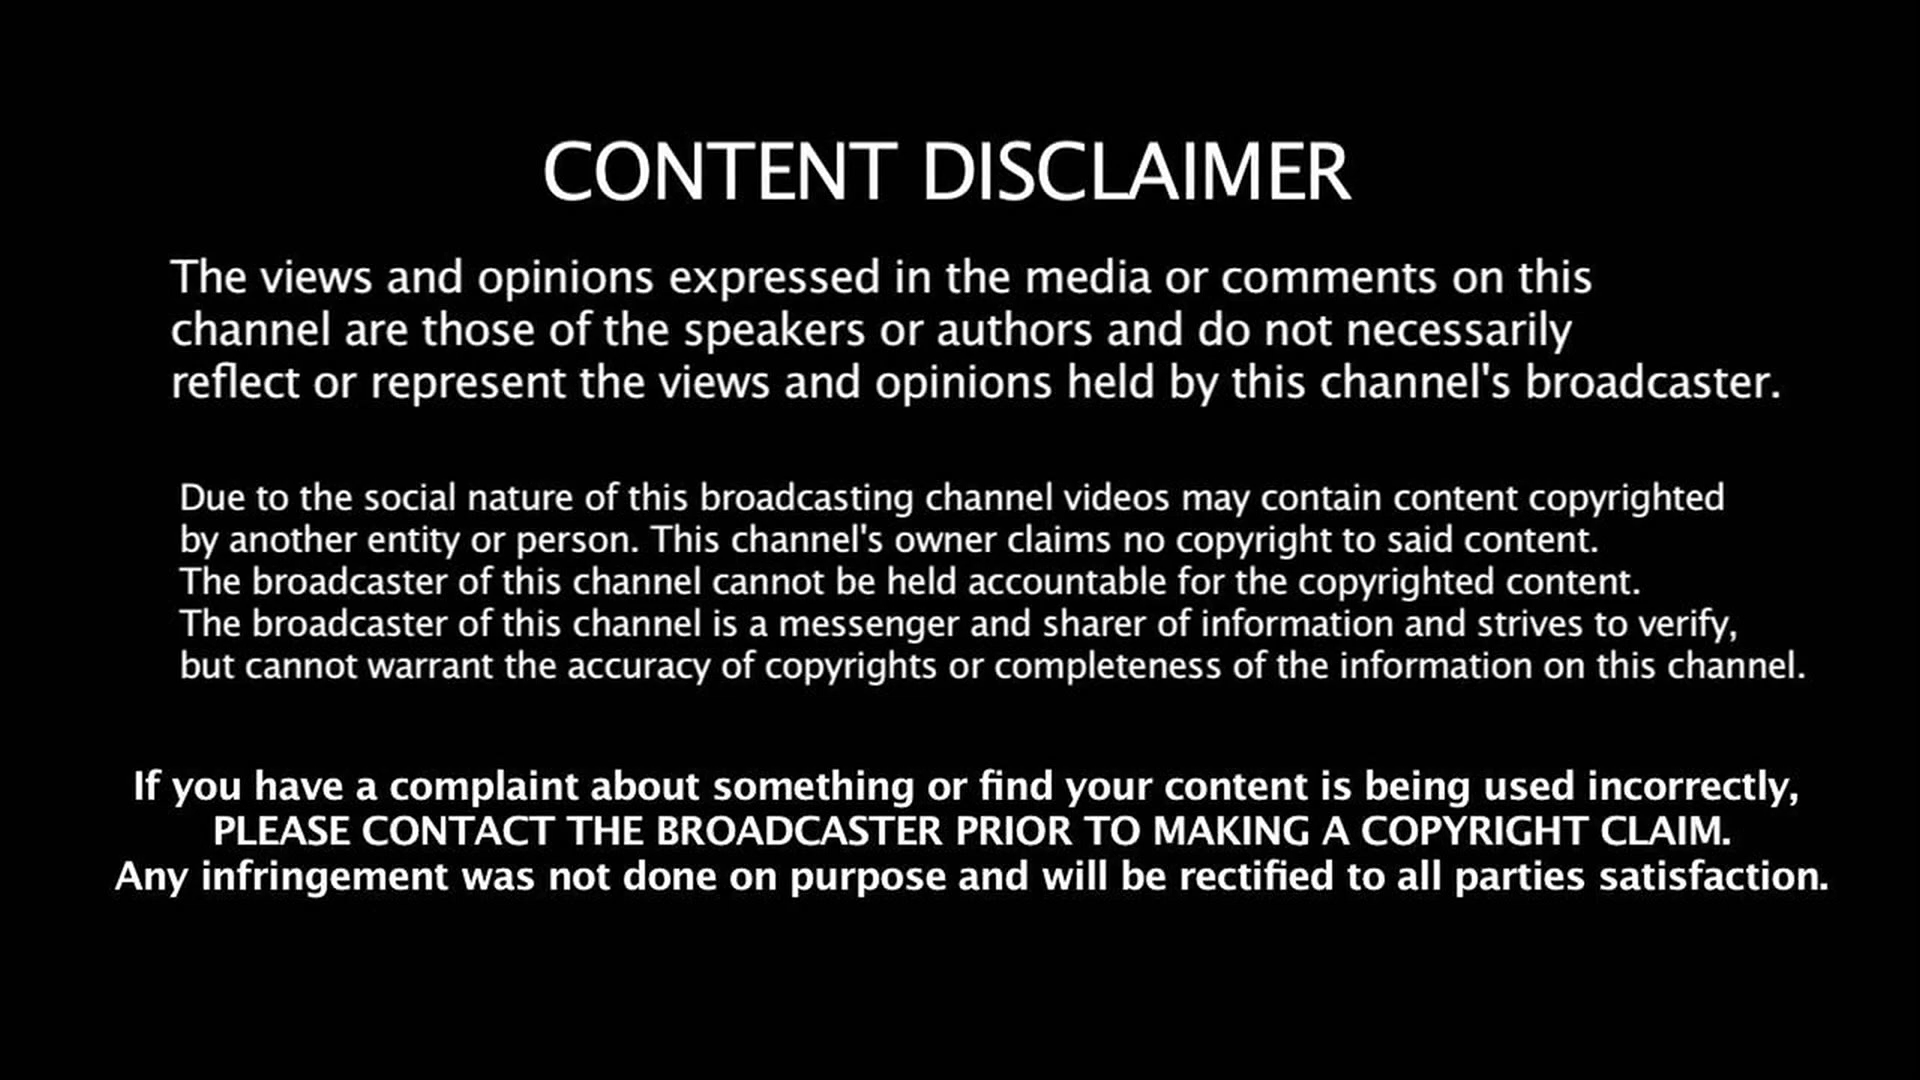 CONTENT DISCLAIMER
The views and opinions expressed in the media or comments on this
channel are those of the speakers or authors and do not necessarily
reflect or represent the views and opinions held by this channel's broadcaster.
Due to the social nature of this broadcasting channel videos may contain content copyrighted
by another entity or person. This channel's owner claims no copyright to said content.
The broadcaster of this channel cannot be held accountable for the copyrighted content.
The broadcaster of this channel is a messenger and sharer of information and strives to verify,
but cannot warrant the accuracy of copyrights or completeness of the information on this channel.
If you have a complaint about something or find your content is being used incorrectly,
PLEASE CONTACT THE BROADCASTER PRIOR TO MAKING A COPYRIGHT CLAIM.
Any infringement was not done on purpose and will be rectified to all parties satisfaction.